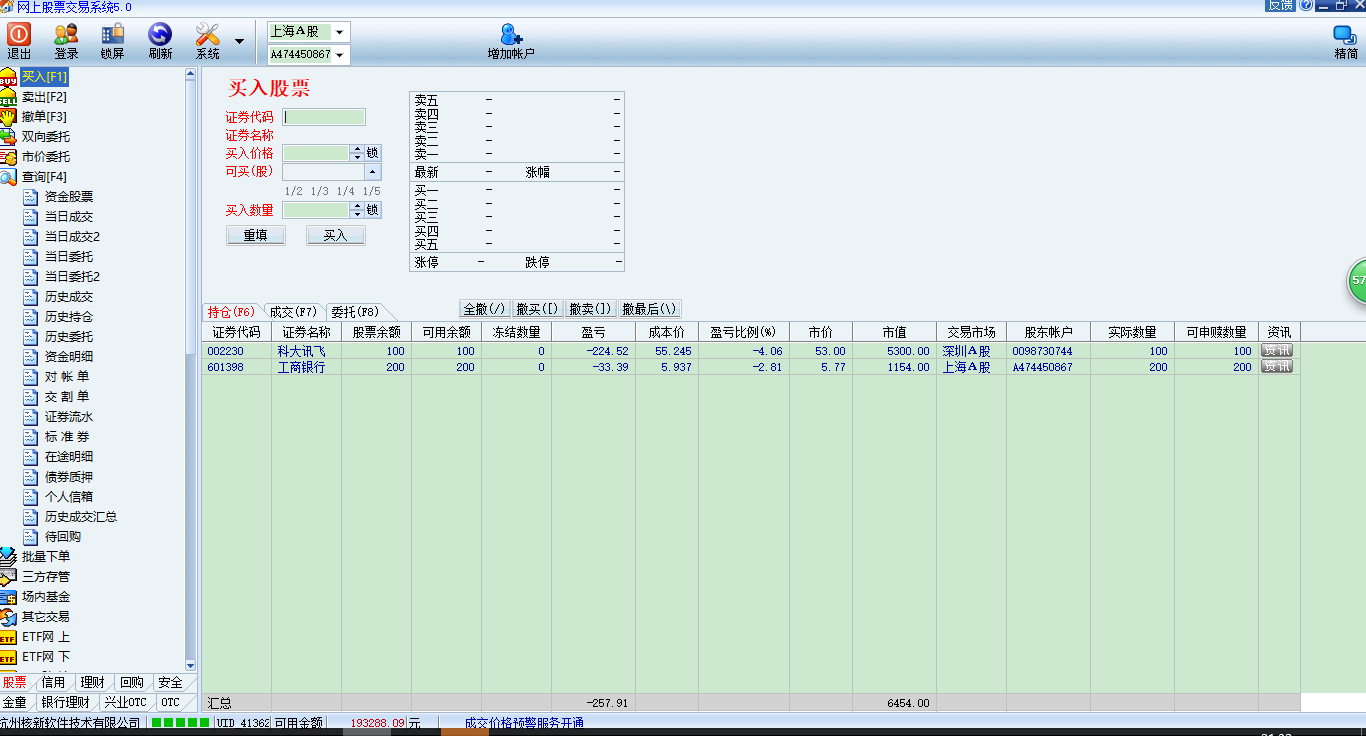 网上股票交易系统5.0 反馈
退出 登录 锁屏 刷新 系统 上海A股 A474450867 增加帐户 精简
买入[F1]
卖出[F2]
撤单[F3]
双向委托
市价委托
查询[F4]
资金股票
当日成交
当日成交2
当日委托
当日委托2
历史成交
历史持仓
历史委托
资金明细
对 帐 单
交 割 单
证券流水
标 准 券
在途明细
债券质押
个人信箱
历史成交汇总
待回购
批量下单
三方存管
场内基金
其它交易
ETF网 上
ETF网 下
股票 信用 理财 回购 安全
金童 银行理财 兴业OTC OTC
买入股票
证券代码
证券名称
买入价格 锁
可买(股)
1/2 1/3 1/4 1/5
买入数量 锁
重填 买入
卖五 － －
卖四 － －
卖三 － －
卖二 － －
卖一 － －
最新 － 涨幅 －
买一 － －
买二 － －
买三 － －
买四 － －
买五 － －
涨停 － 跌停 －
57
持仓(F6) 成交(F7) 委托(F8) 全撤(/) 撤买([) 撤卖(]) 撤最后(\)
证券代码 证券名称 股票余额 可用余额 冻结数量 盈亏 成本价 盈亏比例(%) 市价 市值 交易市场 股东帐户 实际数量 可申赎数量 资讯
002230 科大讯飞 100 100 0 -224.52 55.245 -4.06 53.00 5300.00 深圳A股 0098730744 100 100 资讯
601398 工商银行 200 200 0 -33.39 5.937 -2.81 5.77 1154.00 上海A股 A474450867 200 200 资讯
汇总 -257.91 6454.00
杭州核新软件技术有限公司 UID_41362 可用金额 193288.09元 成交价格预警服务开通